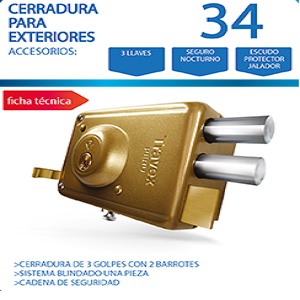 CERRADURA
PARA
EXTERIORES
ACCESORIOS:
34
3 LLAVES
SEGURO
NOCTURNO
ESCUDO
PROTECTOR
JALADOR
ficha técnica
Travex
>CERRADURA DE 3 GOLPES CON 2 BARROTES
>SISTEMA BLINDADO UNA PIEZA
>CADENA DE SEGURIDAD